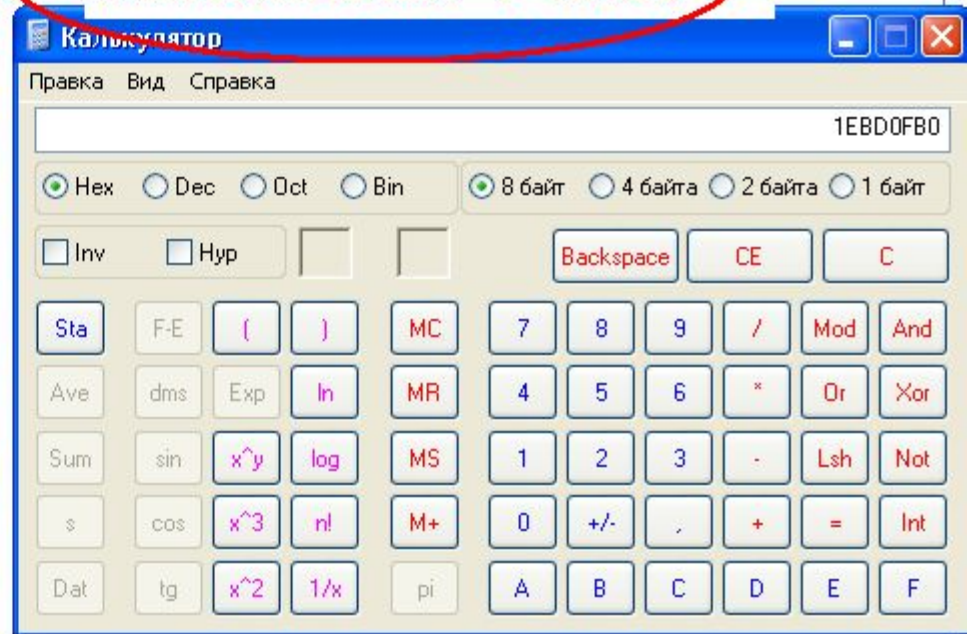 Калькулятор
Правка Вид Справка
1EBD0FB0
Hex Dec Oct Bin 8 байт 4 байта 2 байта 1 байт
Inv Hyp Backspace CE C
Sta F-E ( ) MC 7 8 9 / Mod And
Ave dms Exp ln MR 4 5 6 * Or Xor
Sum sin x^y log MS 1 2 3 - Lsh Not
s cos x^3 n! M+ 0 +/- , + = Int
Dat tg x^2 1/x pi A B C D E F